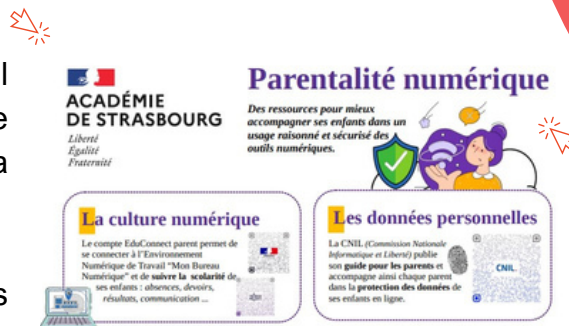 l
e
a
s
ACADÉMIE
DE STRASBOURG
Liberté
Égalité
Fraternité
Parentalité numérique
Des ressources pour mieux
accompagner ses enfants dans un
usage raisonné et sécurisé des
outils numériques.
La culture numérique
Le compte EduConnect parent permet de
se connecter à l'Environnement
Numérique de Travail "Mon Bureau
Numérique" et de suivre la scolarité de
ses enfants : absences, devoirs,
résultats, communication ...
Les données personnelles
La CNIL (Commission Nationale
Informatique et Liberté) publie
son guide pour les parents et
accompagne ainsi chaque parent
dans la protection des données de
ses enfants en ligne.
CNIL